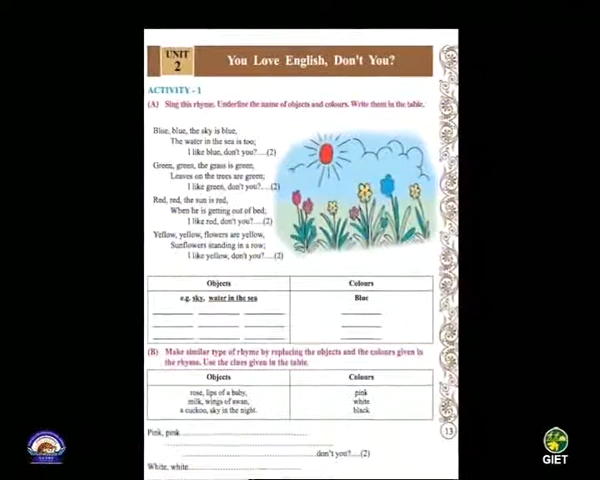 UNIT
2
You Love English, Don't You?
ACTIVITY - 1
(A) Sing this rhyme. Underline the name of objects and colours. Write them in the table.
Blue, blue, the sky is blue,
The water in the sea is too;
I like blue, don't you?....(2)
Green, green, the grass is green,
Leaves on the trees are green;
I like green, don't you?....(2)
Red, red, the sun is red,
When he is getting out of bed;
I like red, don't you?....(2)
Yellow, yellow, flowers are yellow,
Sunflowers standing in a row;
I like yellow, don't you?....(2)
Objects Colours
e.g. sky, water in the sea Blue
(B) Make similar type of rhyme by replacing the objects and the colours given in
the rhyme. Use the clues given in the table.
Objects Colours
rose, lips of a baby, pink
milk, wings of swan, white
a cuckoo, sky in the night. black
Pink, pink
don't you?....(2)
White, white
13
GIET